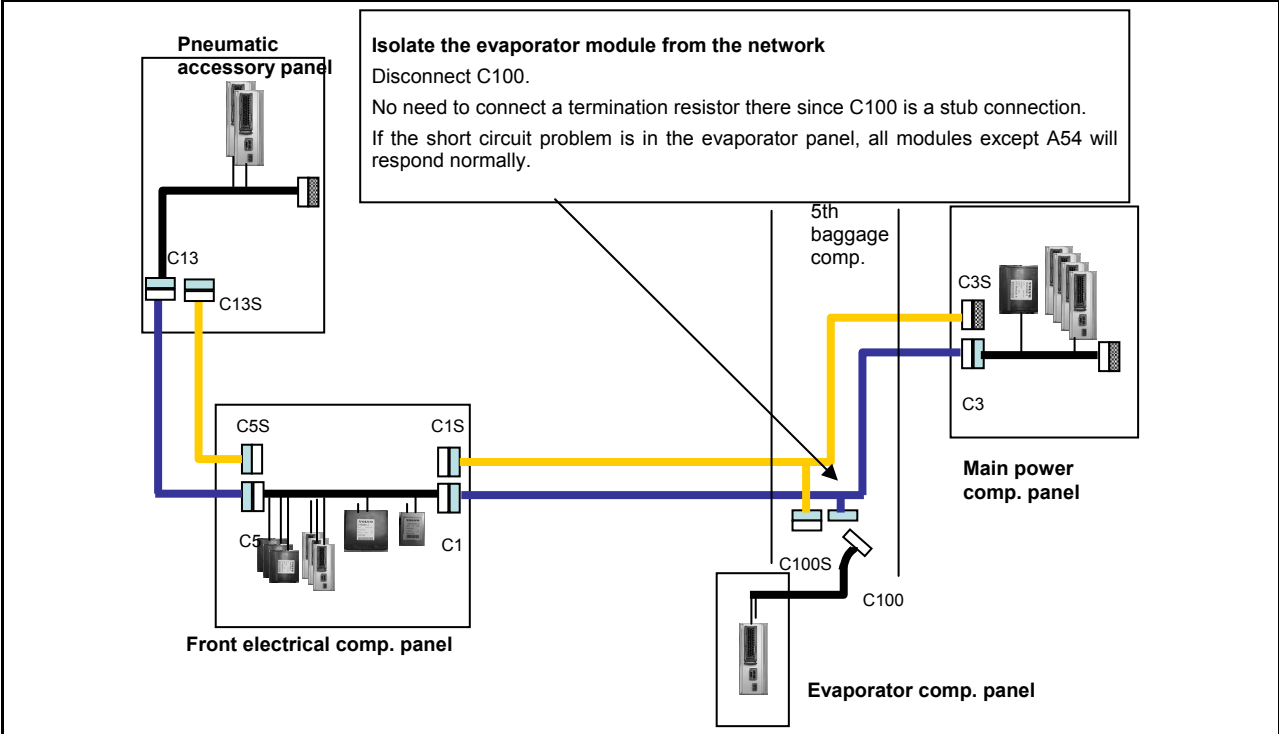 Pneumatic
accessory panel
Isolate the evaporator module from the network
Disconnect C100.
No need to connect a termination resistor there since C100 is a stub connection.
If the short circuit problem is in the evaporator panel, all modules except A54 will
respond normally.
5th
baggage
comp.
C13
C13S
C3S
C3
C5S
C1S
C5
C1
Main power
comp. panel
C100S
C100
Front electrical comp. panel
Evaporator comp. panel